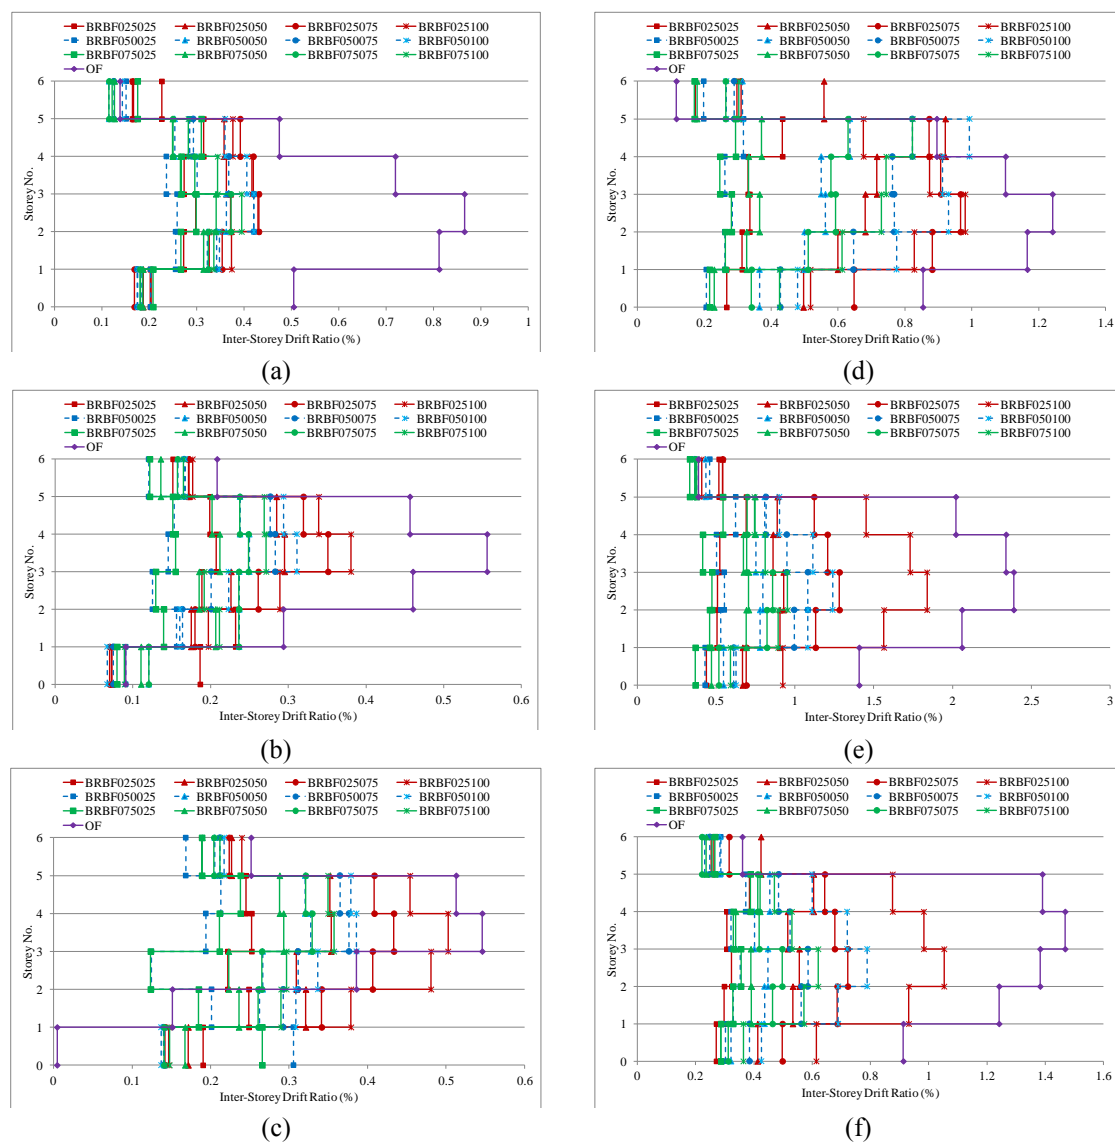 BRBF025025 BRBF025050 BRBF025075 BRBF025100
BRBF050025 BRBF050050 BRBF050075 BRBF050100
BRBF075025 BRBF075050 BRBF075075 BRBF075100
OF
6
5
4
3
2
1
0
Storey No.
0 0.1 0.2 0.3 0.4 0.5 0.6 0.7 0.8 0.9 1
Inter-Storey Drift Ratio (%)
(a)
BRBF025025 BRBF025050 BRBF025075 BRBF025100
BRBF050025 BRBF050050 BRBF050075 BRBF050100
BRBF075025 BRBF075050 BRBF075075 BRBF075100
OF
6
5
4
3
2
1
0
Storey No.
0 0.2 0.4 0.6 0.8 1 1.2 1.4
Inter-Storey Drift Ratio (%)
(d)
BRBF025025 BRBF025050 BRBF025075 BRBF025100
BRBF050025 BRBF050050 BRBF050075 BRBF050100
BRBF075025 BRBF075050 BRBF075075 BRBF075100
OF
6
5
4
3
2
1
0
Storey No.
0 0.1 0.2 0.3 0.4 0.5 0.6
Inter-Storey Drift Ratio (%)
(b)
BRBF025025 BRBF025050 BRBF025075 BRBF025100
BRBF050025 BRBF050050 BRBF050075 BRBF050100
BRBF075025 BRBF075050 BRBF075075 BRBF075100
OF
6
5
4
3
2
1
0
Storey No.
0 0.5 1 1.5 2 2.5 3
Inter-Storey Drift Ratio (%)
(e)
BRBF025025 BRBF025050 BRBF025075 BRBF025100
BRBF050025 BRBF050050 BRBF050075 BRBF050100
BRBF075025 BRBF075050 BRBF075075 BRBF075100
OF
6
5
4
3
2
1
0
Storey No.
0 0.1 0.2 0.3 0.4 0.5 0.6
Inter-Storey Drift Ratio (%)
(c)
BRBF025025 BRBF025050 BRBF025075 BRBF025100
BRBF050025 BRBF050050 BRBF050075 BRBF050100
BRBF075025 BRBF075050 BRBF075075 BRBF075100
OF
6
5
4
3
2
1
0
Storey No.
0 0.2 0.4 0.6 0.8 1 1.2 1.4 1.6
Inter-Storey Drift Ratio (%)
(f)